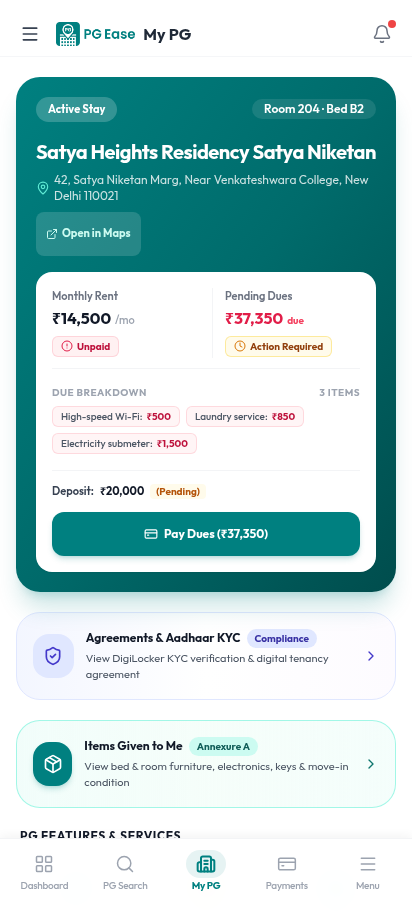 PG Ease My PG
Active Stay
Room 204 · Bed B2
Satya Heights Residency Satya Niketan
42, Satya Niketan Marg, Near Venkateshwara College, New
Delhi 110021
Open in Maps
Monthly Rent
₹14,500 /mo
Unpaid
Pending Dues
₹37,350 due
Action Required
DUE BREAKDOWN
3 ITEMS
High-speed Wi-Fi: ₹500
Laundry service: ₹850
Electricity submeter: ₹1,500
Deposit: ₹20,000 (Pending)
Pay Dues (₹37,350)
Agreements & Aadhaar KYC
Compliance
View DigiLocker KYC verification & digital tenancy
agreement
Items Given to Me
Annexure A
View bed & room furniture, electronics, keys & move-in
condition
PG FEATURES & SERVICES
Dashboard
PG Search
My PG
Payments
Menu